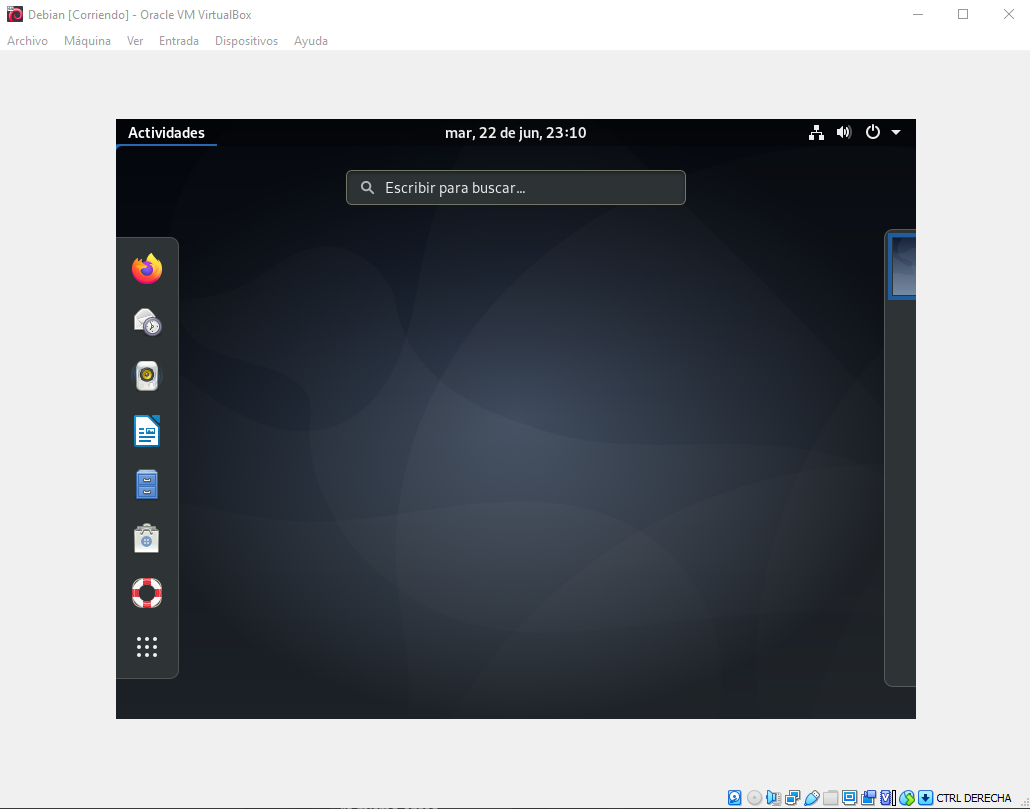 Debian [Corriendo] - Oracle VM VirtualBox
Archivo Máquina Ver Entrada Dispositivos Ayuda
Actividades mar, 22 de jun, 23:10
Escribir para buscar...
CTRL DERECHA